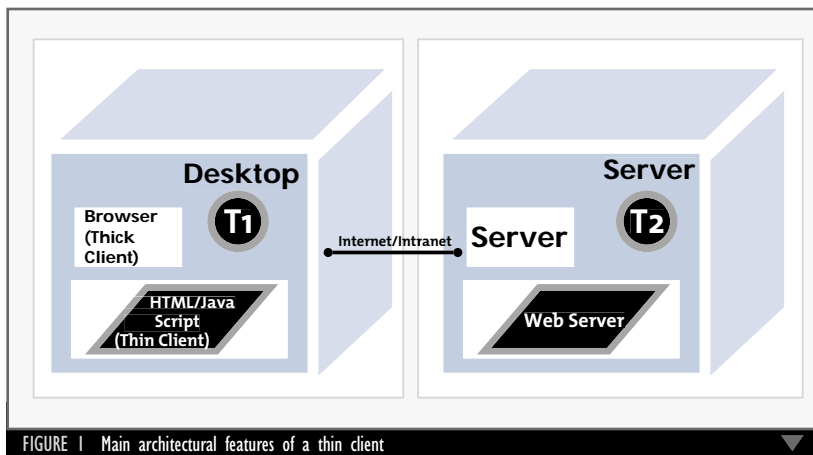 Desktop
T1
Browser
(Thick
Client)
HTML/Java
Script
(Thin Client)
Internet/Intranet
Server
T2
Server
Web Server
FIGURE 1 Main architectural features of a thin client